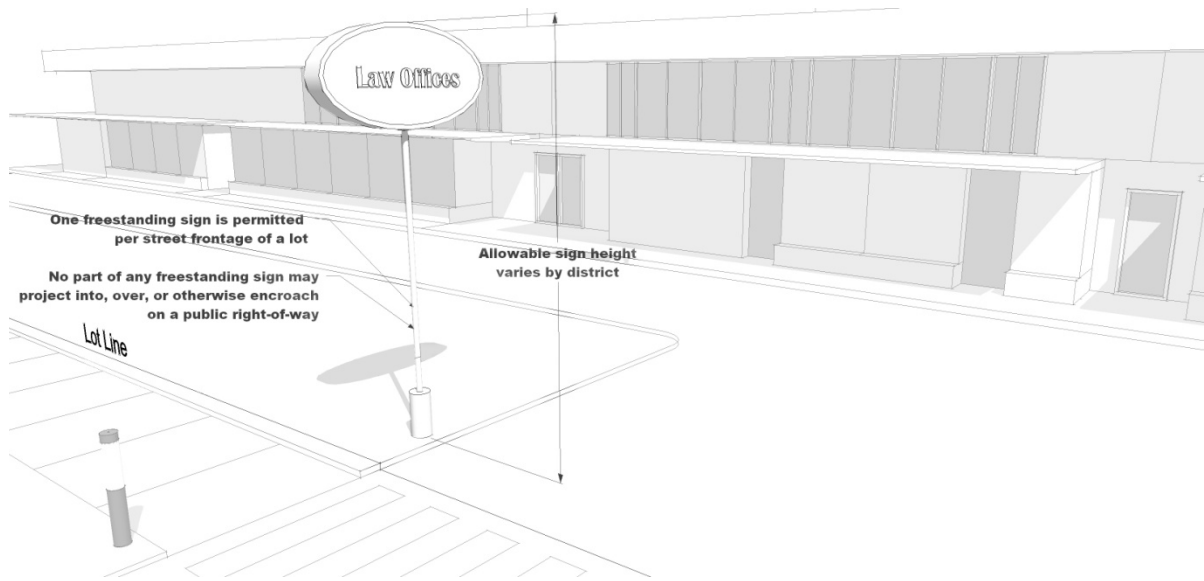 Law Offices
One freestanding sign is permitted
per street frontage of a lot
No part of any freestanding sign may
project into, over, or otherwise encroach
on a public right-of-way
Allowable sign height
varies by district
Lot Line